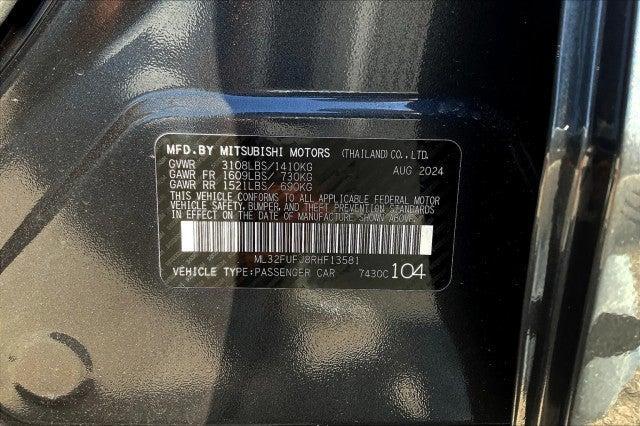 MFD.BY MITSUBISHI MOTORS (THAILAND) CO., LTD.
GVWR 3108LBS/1410KG AUG 2024
GAWR FR 1609LBS/ 730KG
GAWR RR 1521LBS/ 690KG
THIS VEHICLE CONFORMS TO ALL APPLICABLE FEDERAL MOTOR
VEHICLE SAFETY, BUMPER, AND THEFT PREVENTION STANDARDS
IN EFFECT ON THE DATE OF MANUFACTURE SHOWN ABOVE.
ML32FUFJ8RHF13581
VEHICLE TYPE:PASSENGER CAR 7430C 104